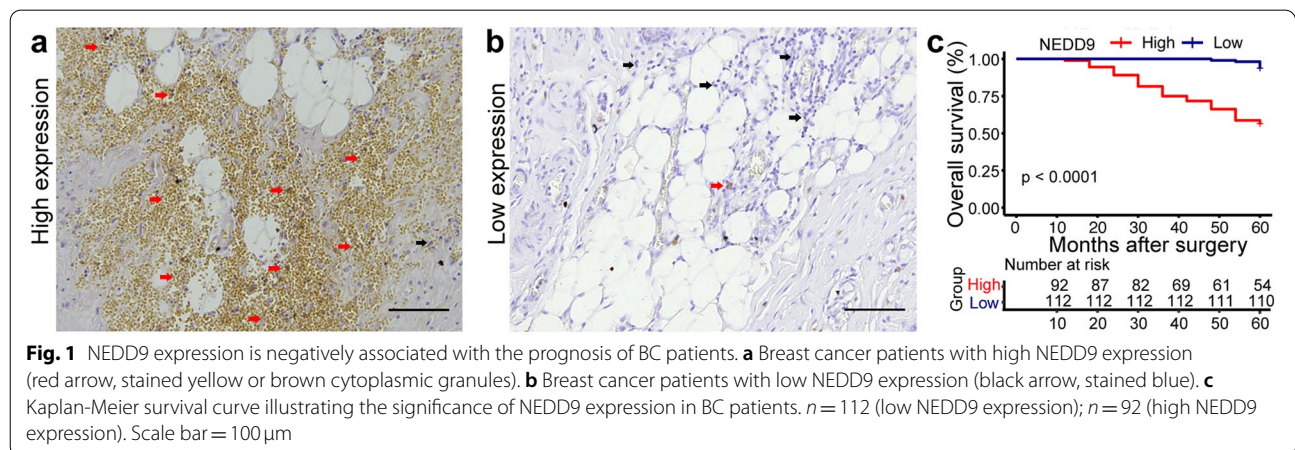 a
High expression
b
Low expression
c
NEDD9 High Low
Overall survival (%)
1.00
0.75
0.50
0.25
0.00
p < 0.0001
0 10 20 30 40 50 60
Months after surgery
Number at risk
Group
High 92 87 82 69 61 54
Low 112 112 112 112 111 110
10 20 30 40 50 60
Fig. 1 NEDD9 expression is negatively associated with the prognosis of BC patients. a Breast cancer patients with high NEDD9 expression
(red arrow, stained yellow or brown cytoplasmic granules). b Breast cancer patients with low NEDD9 expression (black arrow, stained blue). c
Kaplan-Meier survival curve illustrating the significance of NEDD9 expression in BC patients. n = 112 (low NEDD9 expression); n = 92 (high NEDD9
expression). Scale bar = 100 μm